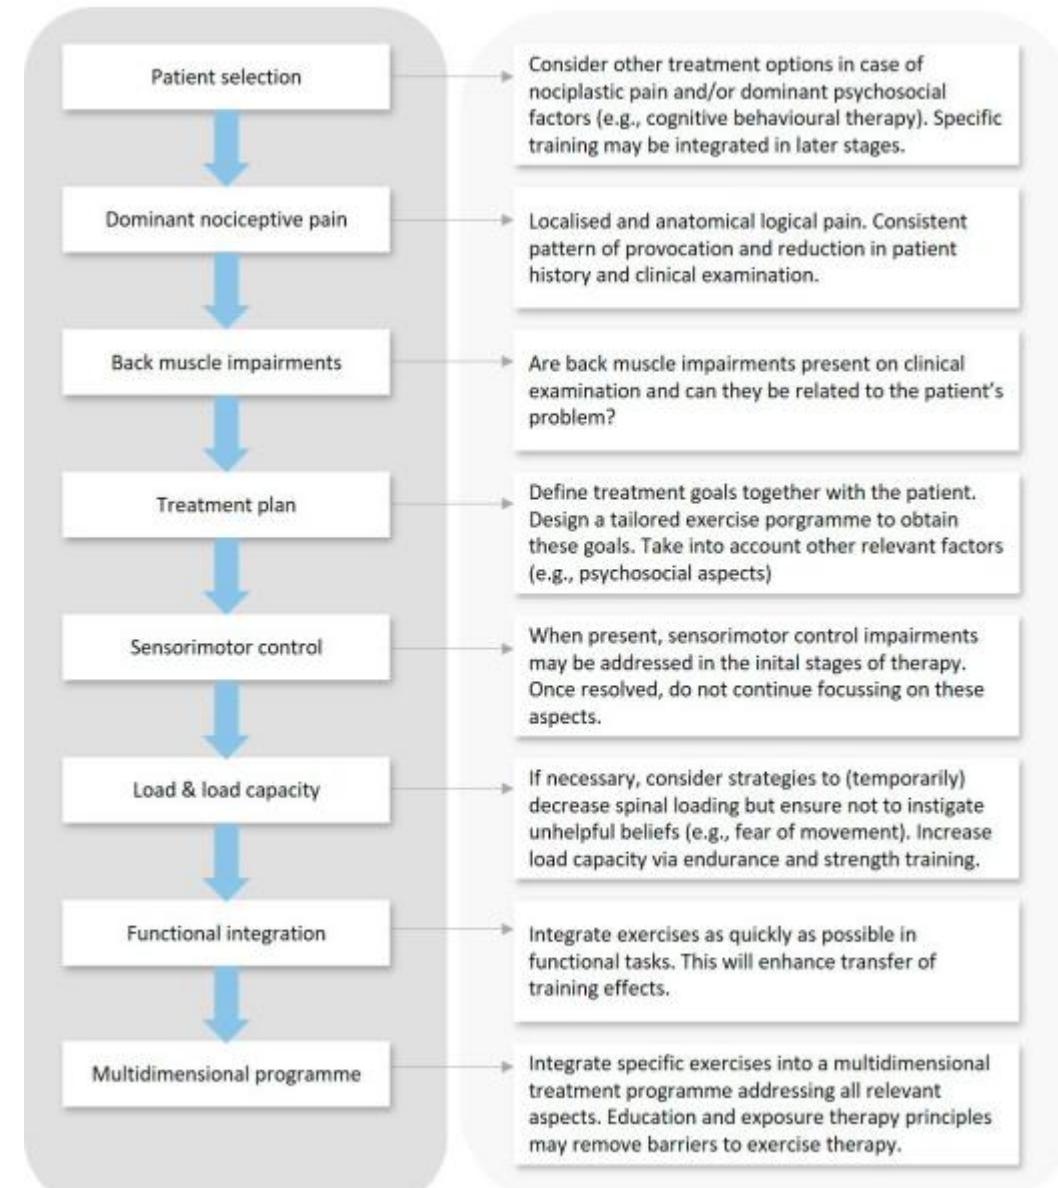 Patient selection
Consider other treatment options in case of
nociplastic pain and/or dominant psychosocial
factors (e.g., cognitive behavioural therapy). Specific
training may be integrated in later stages.
Dominant nociceptive pain
Localised and anatomical logical pain. Consistent
pattern of provocation and reduction in patient
history and clinical examination.
Back muscle impairments
Are back muscle impairments present on clinical
examination and can they be related to the patient's
problem?
Treatment plan
Define treatment goals together with the patient.
Design a tailored exercise porgramme to obtain
these goals. Take into account other relevant factors
(e.g., psychosocial aspects)
Sensorimotor control
When present, sensorimotor control impairments
may be addressed in the inital stages of therapy.
Once resolved, do not continue focussing on these
aspects.
Load & load capacity
If necessary, consider strategies to (temporarily)
decrease spinal loading but ensure not to instigate
unhelpful beliefs (e.g., fear of movement). Increase
load capacity via endurance and strength training.
Functional integration
Integrate exercises as quickly as possible in
functional tasks. This will enhance transfer of
training effects.
Multidimensional programme
Integrate specific exercises into a multidimensional
treatment programme addressing all relevant
aspects. Education and exposure therapy principles
may remove barriers to exercise therapy.